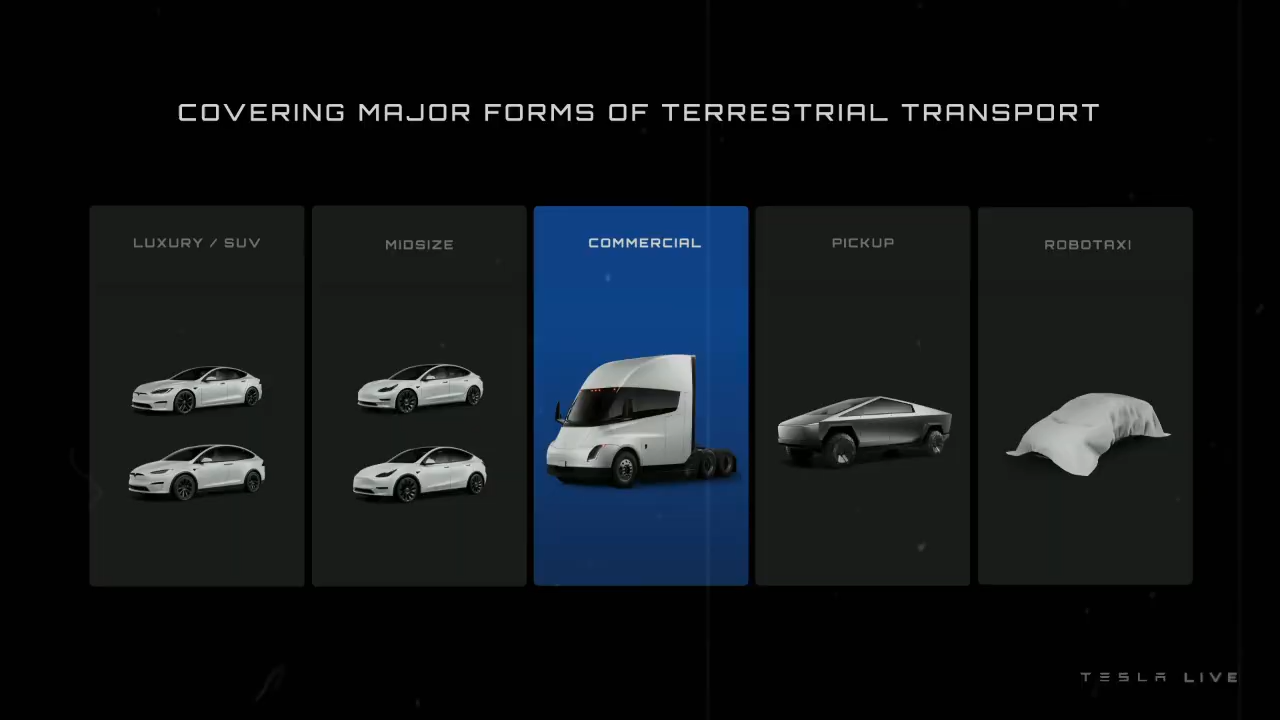 COVERING MAJOR FORMS OF TERRESTRIAL TRANSPORT
LUXURY / SUV
MIDSIZE
COMMERCIAL
PICKUP
ROBOTAXI
TESLA LIVE